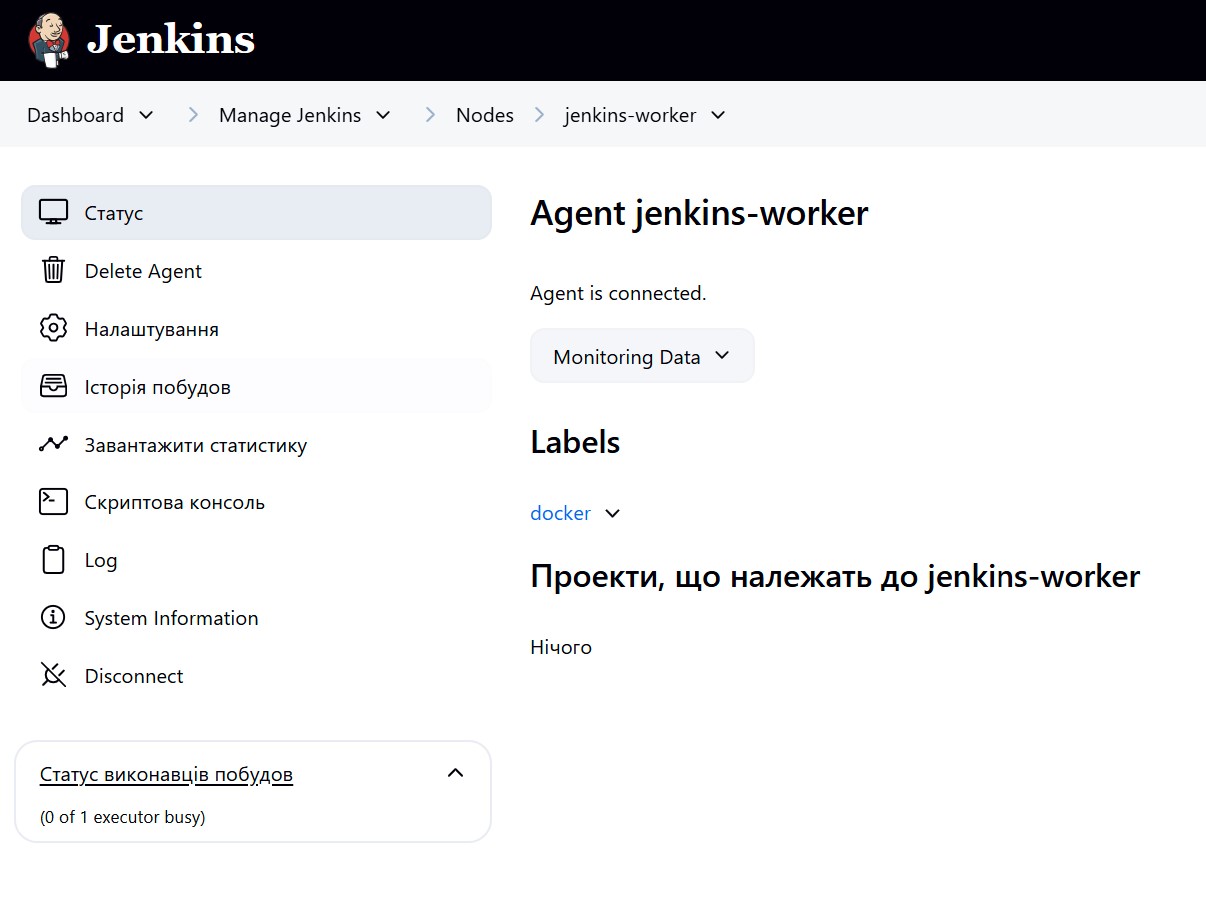 Jenkins
Dashboard Manage Jenkins Nodes jenkins-worker
Статус
Delete Agent
Налаштування
Історія побудов
Завантажити статистику
Скриптова консоль
Log
System Information
Disconnect
Статус виконавців побудов
(0 of 1 executor busy)
Agent jenkins-worker
Agent is connected.
Monitoring Data
Labels
docker
Проекти, що належать до jenkins-worker
Нічого